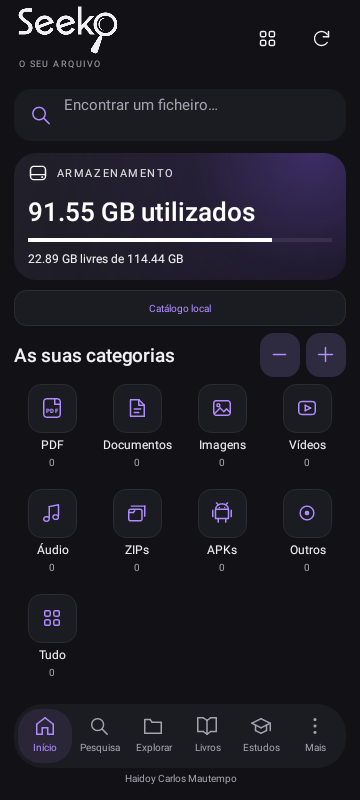 Seeko
O SEU ARQUIVO
Encontrar um ficheiro…
ARMAZENAMENTO
91.55 GB utilizados
22.89 GB livres de 114.44 GB
Catálogo local
As suas categorias
PDF
PDF Documentos Imagens Vídeos
0 0 0 0
Áudio ZIPs APKs Outros
0 0 0 0
Tudo
0
Início Pesquisa Explorar Livros Estudos Mais
Haidoy Carlos Mautempo